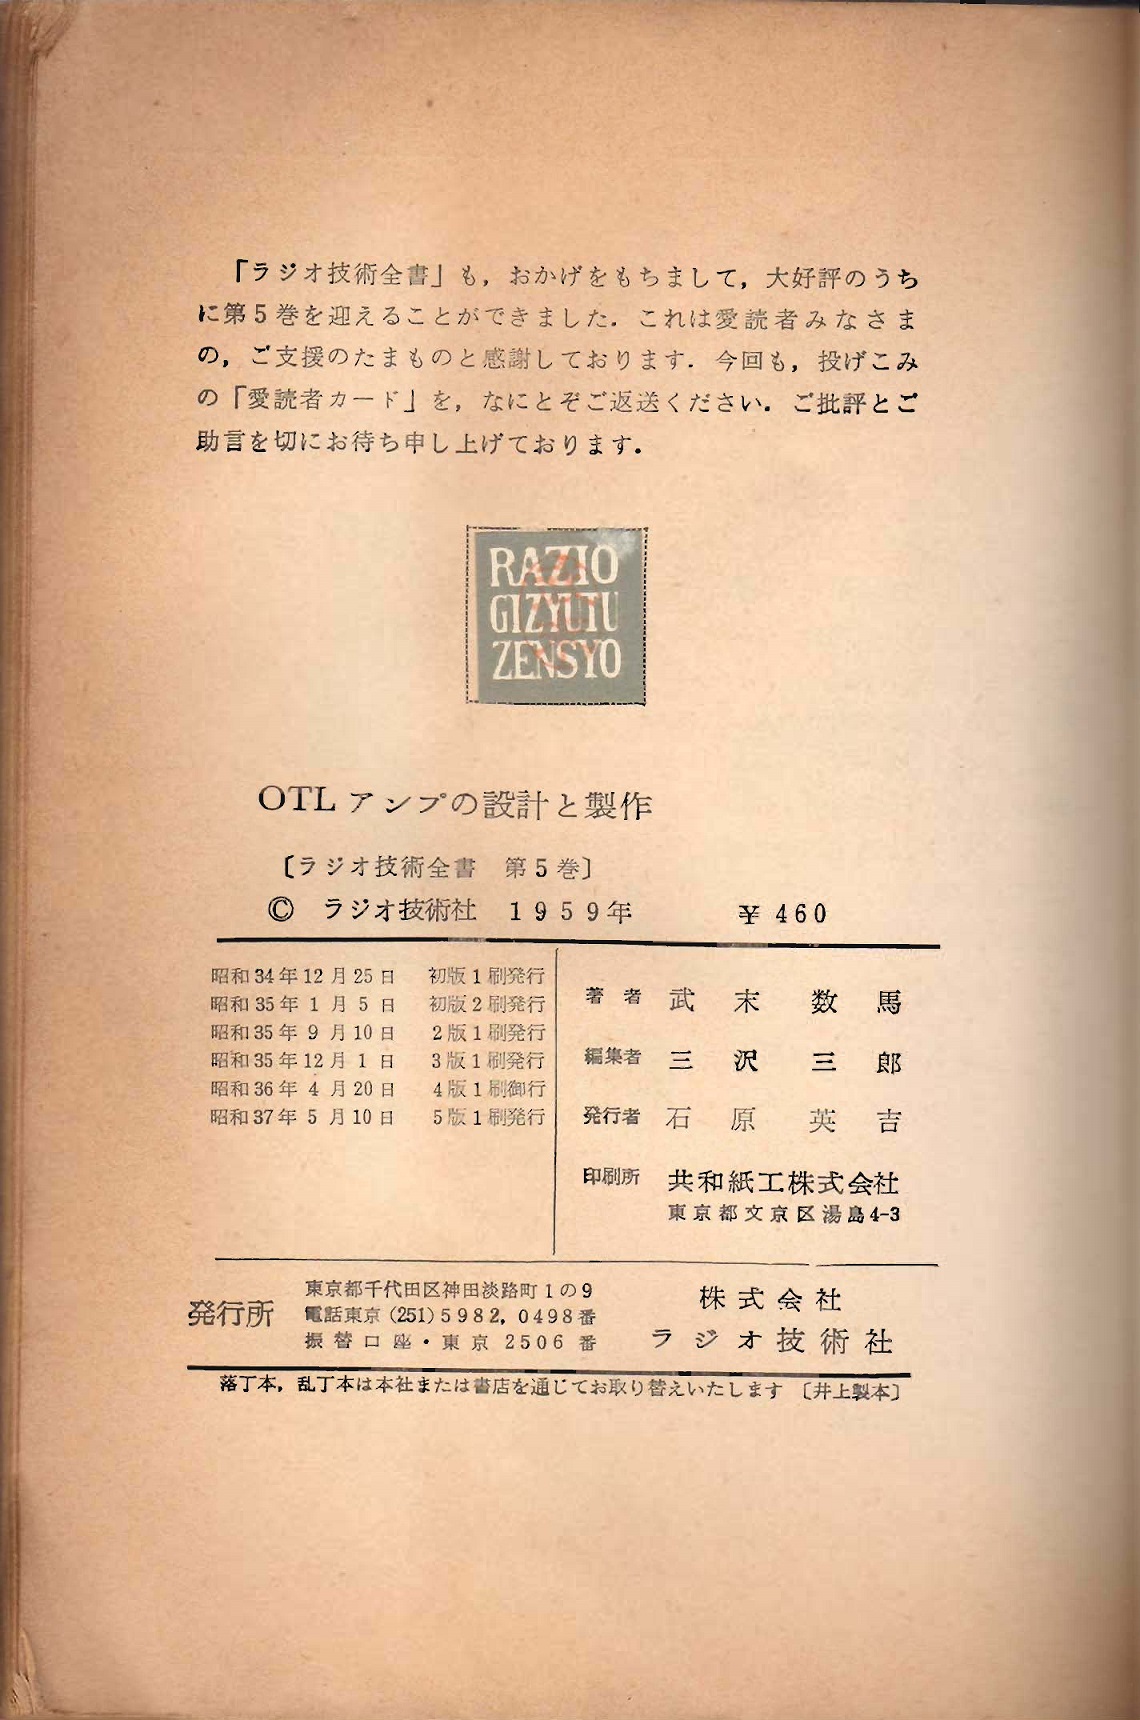 「ラジオ技術全書」も，おかげをもちまして，大好評のうち
に第5巻を迎えることができました．これは愛読者みなさま
の，ご支援のたまものと感謝しております．今回も，投げこみ
の「愛読者カード」を，なにとぞご返送ください．ご批評とご
助言を切にお待ち申し上げております．
RAZIO
GIZYUTU
ZENSYO
OTL アンプの設計と製作
〔ラジオ技術全書 第5巻〕
© ラジオ技術社 1959年 ¥ 460
昭和34年12月25日 初版1刷発行
昭和35年1月5日 初版2刷発行
昭和35年9月10日 2版1刷発行
昭和35年12月1日 3版1刷発行
昭和36年4月20日 4版1刷御行
昭和37年5月10日 5版1刷発行
著者 武末数馬
編集者 三沢三郎
発行者 石原英吉
印刷所 共和紙工株式会社
東京都文京区湯島4-3
発行所
東京都千代田区神田淡路町1の9
電話東京(251)5982，0498番
振替口座・東京 2506番
株式会社
ラジオ技術社
落丁本，乱丁本は本社または書店を通じてお取り替えいたします 〔井上製本〕